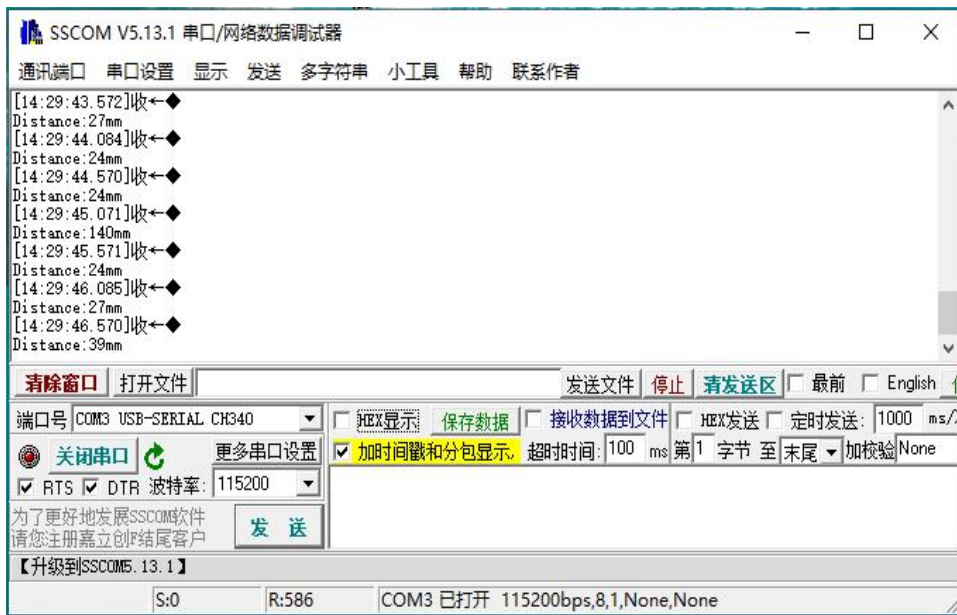 SSCOM V5.13.1 串口/网络数据调试器
通讯端口 串口设置 显示 发送 多字符串 小工具 帮助 联系作者
[14:29:43.572]收←◆
Distance:27mm
[14:29:44.084]收←◆
Distance:24mm
[14:29:44.570]收←◆
Distance:24mm
[14:29:45.071]收←◆
Distance:140mm
[14:29:45.571]收←◆
Distance:24mm
[14:29:46.085]收←◆
Distance:27mm
[14:29:46.570]收←◆
Distance:39mm
清除窗口 打开文件 发送文件 停止 清发送区 最前 English
端口号 COM3 USB-SERIAL CH340 HEX显示 保存数据 接收数据到文件 HEX发送 定时发送: 1000 ms/
关闭串口 更多串口设置 加时间戳和分包显示, 超时时间: 100 ms 第 1 字节 至 末尾 加校验 None
RTS DTR 波特率: 115200
为了更好地发展SSCOM软件
请您注册嘉立创F结尾客户
发 送
【升级到SSCOM5.13.1】
S:0 R:586 COM3 已打开 115200bps,8,1,None,None